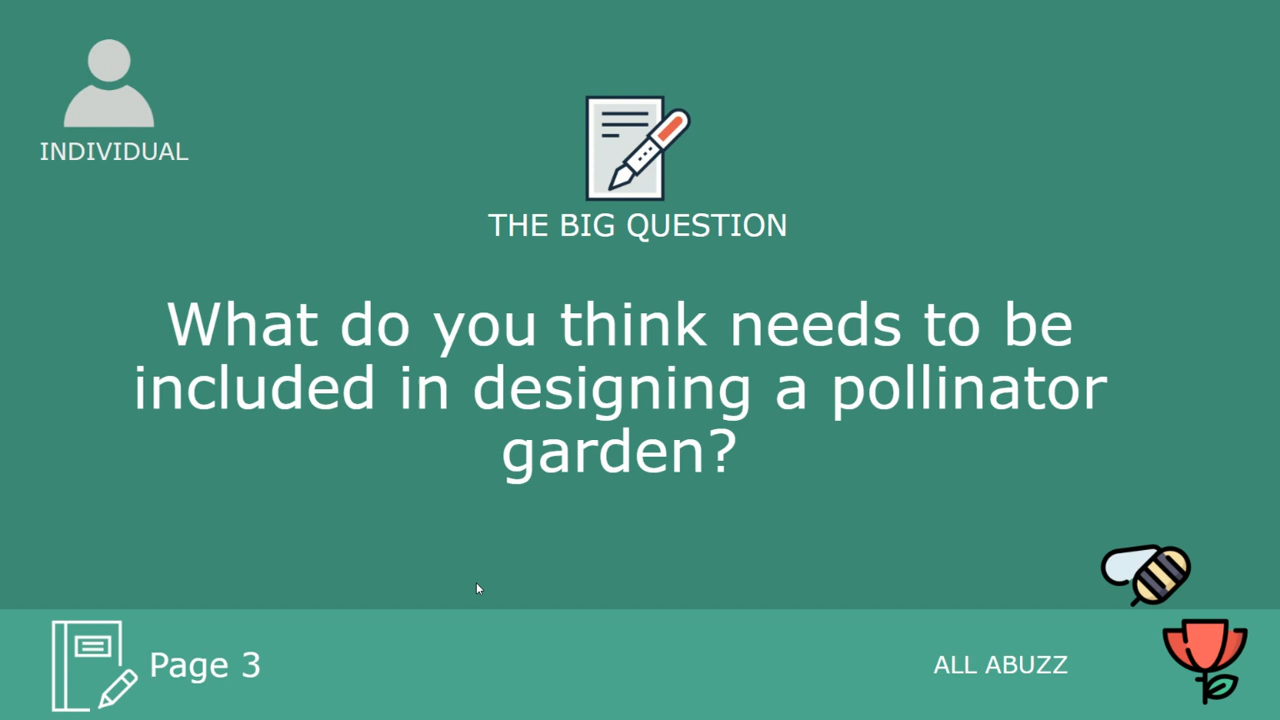 INDIVIDUAL
THE BIG QUESTION
What do you think needs to be
included in designing a pollinator
garden?
Page 3
ALL ABUZZ